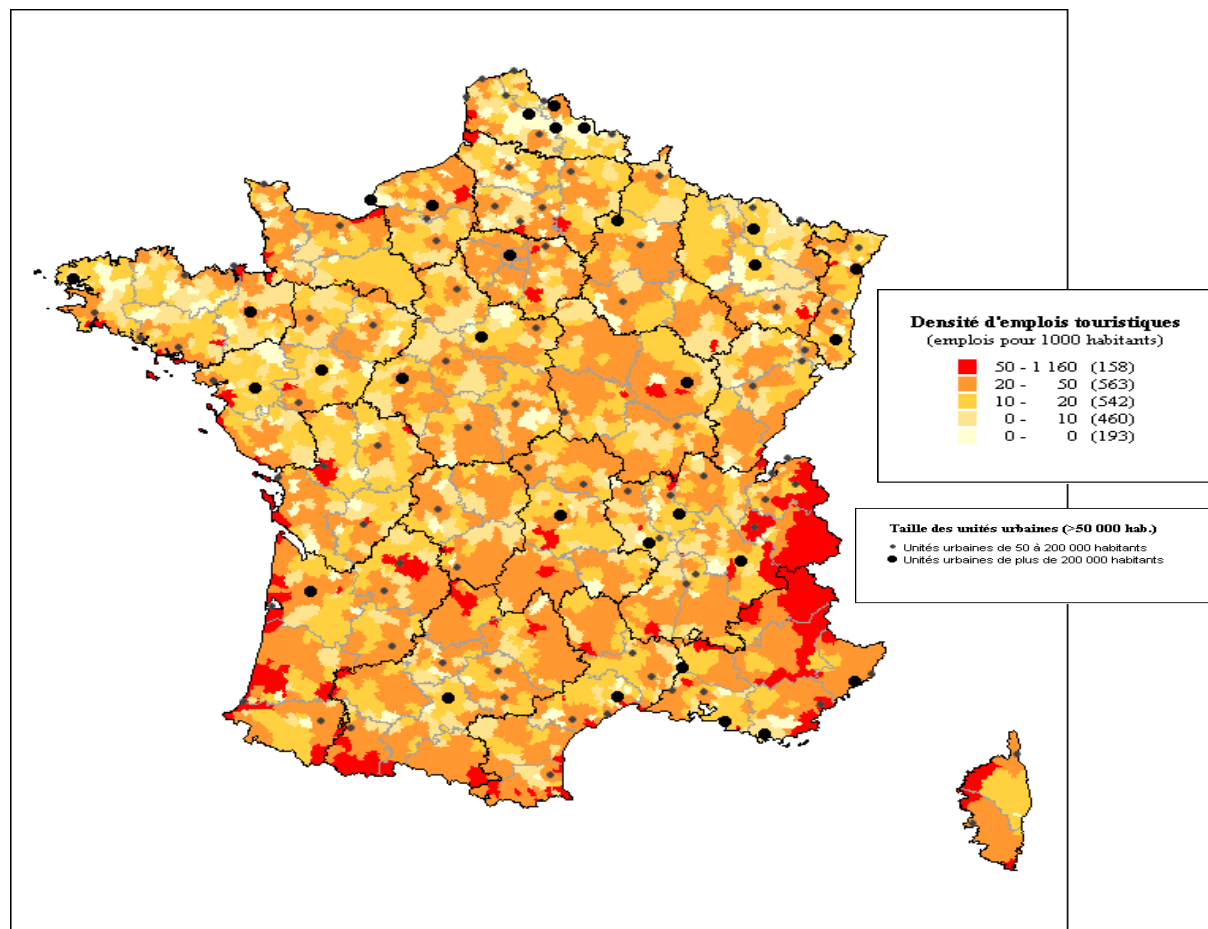 Densité d'emplois touristiques
(emplois pour 1000 habitants)
50 - 1 160 (158)
20 - 50 (563)
10 - 20 (542)
0 - 10 (460)
0 - 0 (193)
Taille des unités urbaines (>50 000 hab.)
Unités urbaines de 50 à 200 000 habitants
Unités urbaines de plus de 200 000 habitants